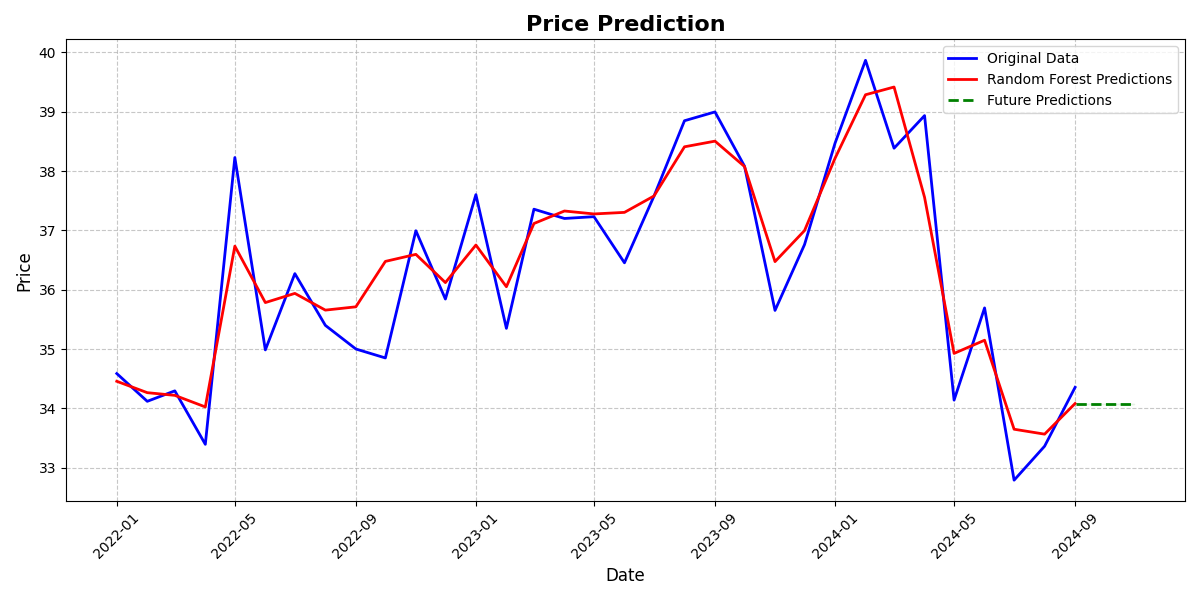 Price Prediction
Original Data
Random Forest Predictions
Future Predictions
Price
40
39
38
37
36
35
34
33
2022-01
2022-05
2022-09
2023-01
2023-05
2023-09
2024-01
2024-05
2024-09
Date